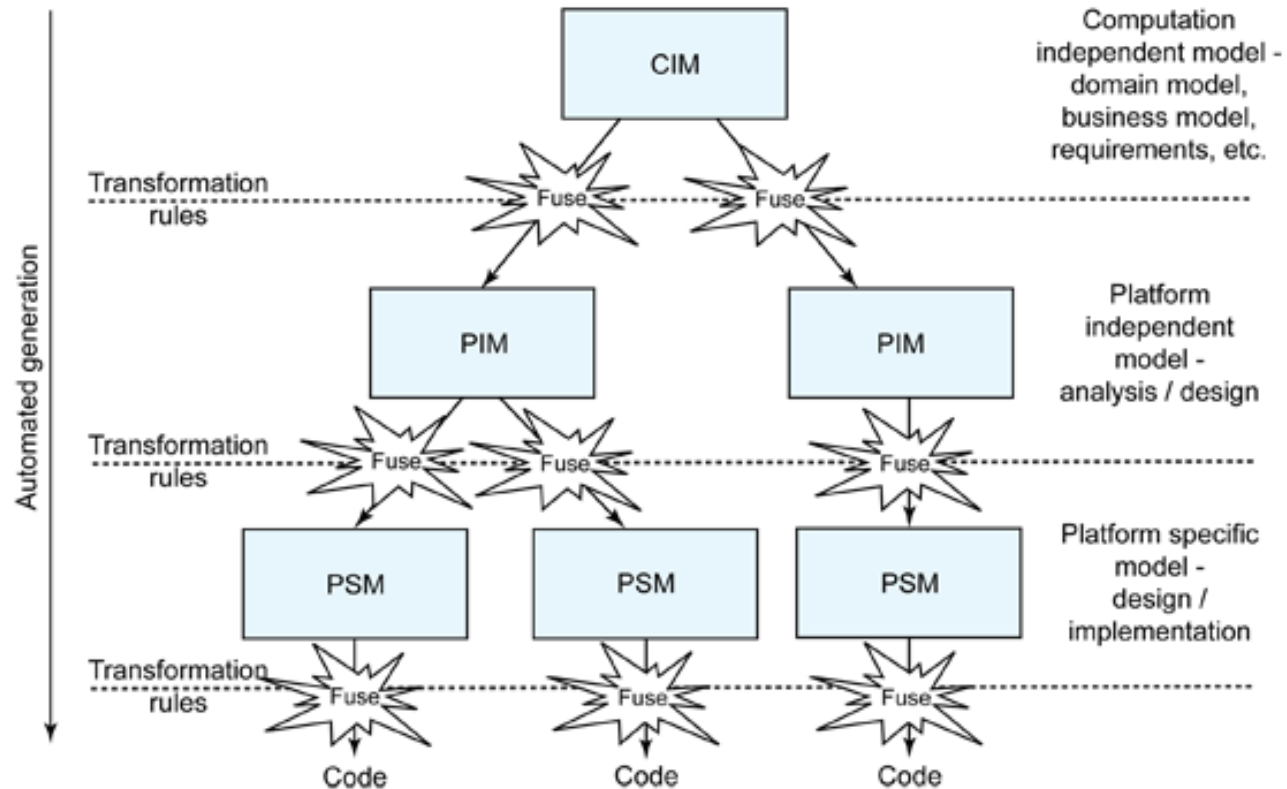 Computation
independent model -
domain model,
business model,
requirements, etc.
CIM
Transformation
rules
Fuse
Fuse
Automated generation
PIM
PIM
Platform
independent
model -
analysis / design
Transformation
rules
Fuse
Fuse
Fuse
PSM
PSM
PSM
Platform specific
model -
design /
implementation
Transformation
rules
Fuse
Fuse
Fuse
Code
Code
Code